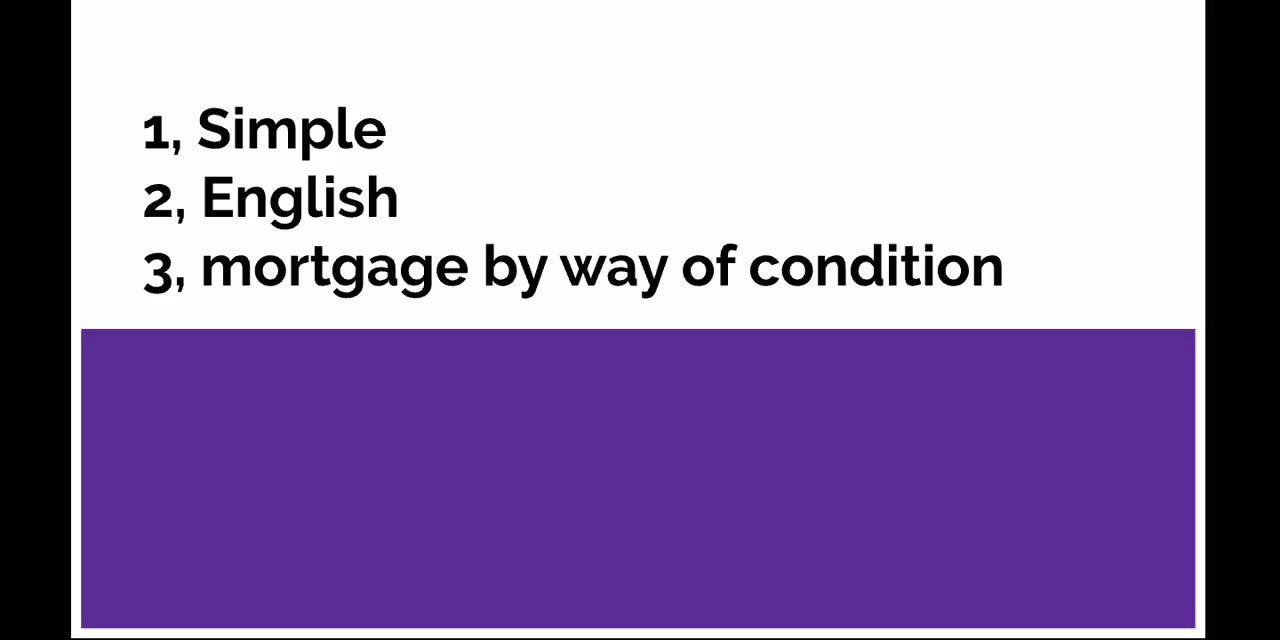 1, Simple
2, English
3, mortgage by way of condition